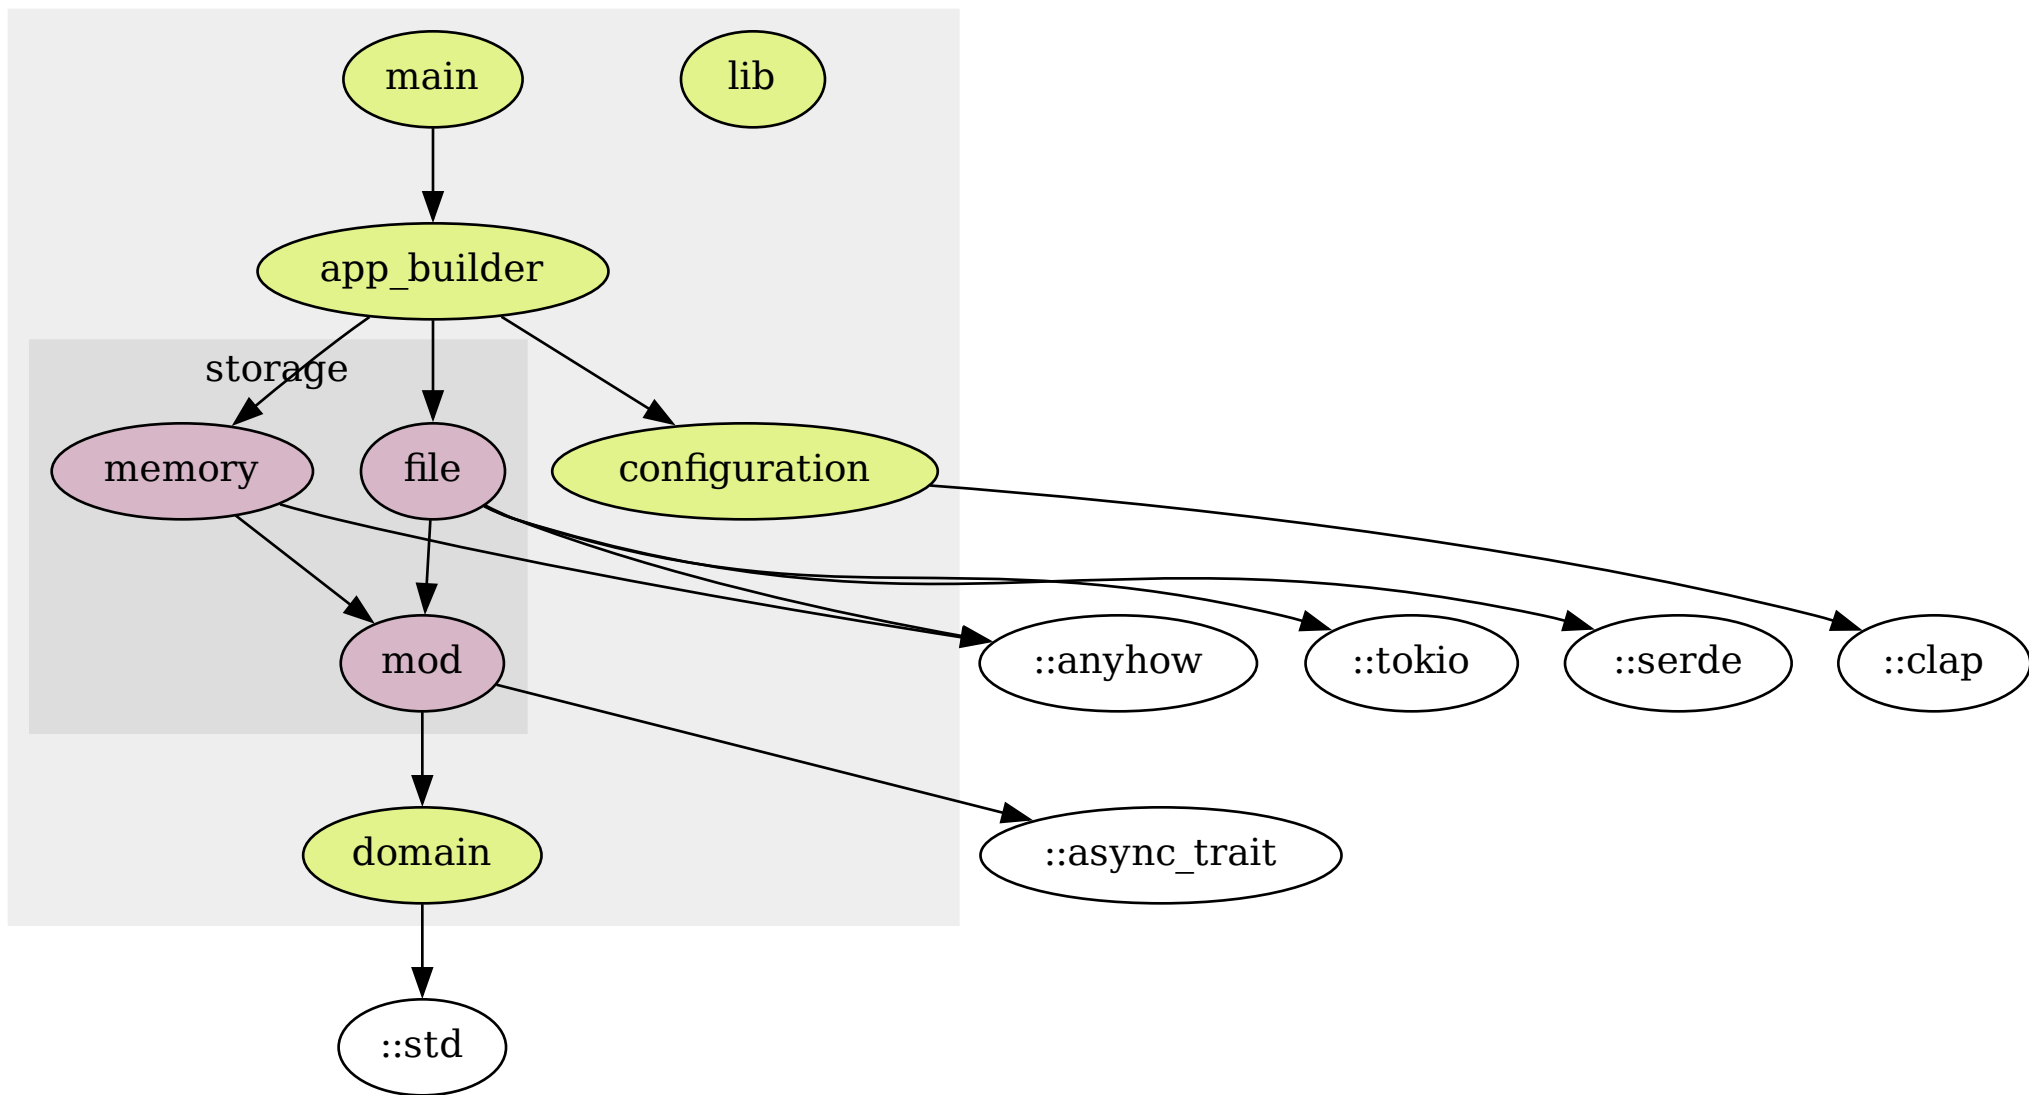 main
lib
app_builder
storage
memory
file
configuration
mod
::anyhow
::tokio
::serde
::clap
domain
::async_trait
::std